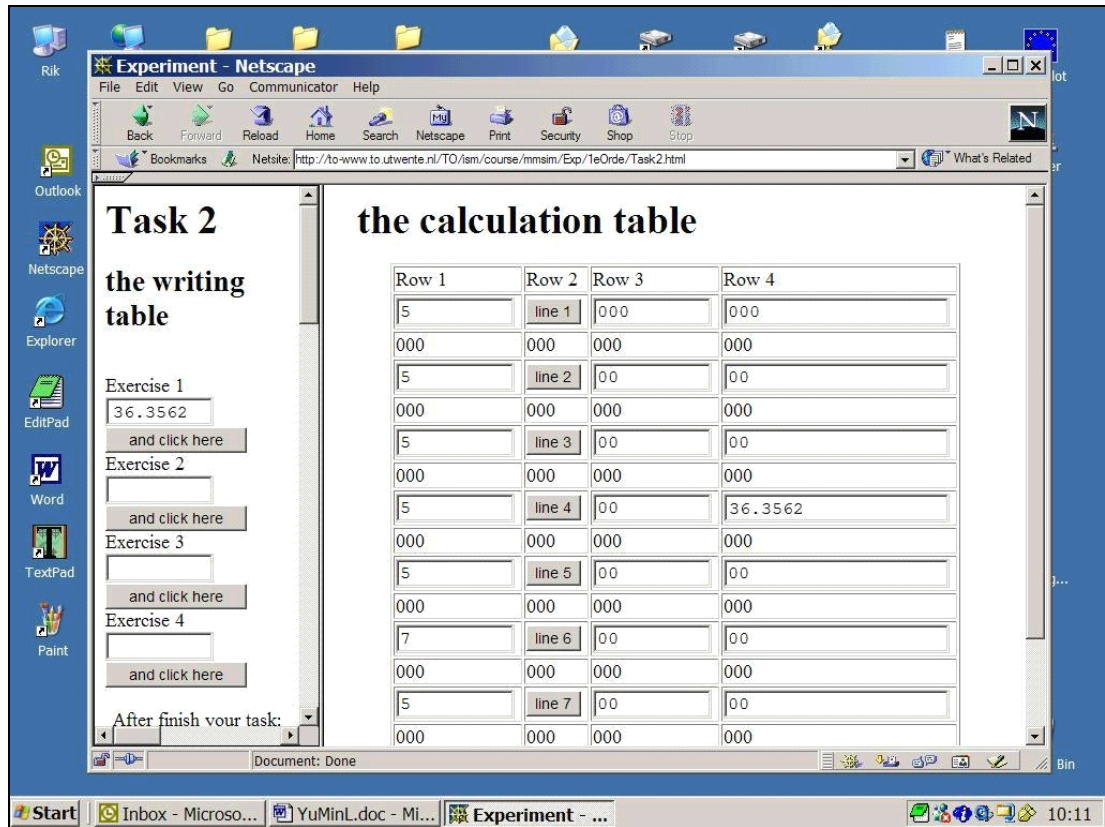 Rik
Outlook
Netscape
Explorer
EditPad
Word
TextPad
Paint
Experiment - Netscape
File Edit View Go Communicator Help
Back Forward Reload Home Search Netscape Print Security Shop Stop
My
N
Bookmarks Netsite: http://to-www.to.utwente.nl/TO/ism/course/mmsim/Exp/1eOrde/Task2.html What's Related
Task 2
the writing
table
Exercise 1
36.3562
and click here
Exercise 2
and click here
Exercise 3
and click here
Exercise 4
and click here
After finish your task:
the calculation table
Row 1 Row 2 Row 3 Row 4
5 line 1 000 000
000 000 000 000
5 line 2 00 00
000 000 000 000
5 line 3 00 00
000 000 000 000
5 line 4 00 36.3562
000 000 000 000
5 line 5 00 00
000 000 000 000
7 line 6 00 00
000 000 000 000
5 line 7 00 00
000 000 000 000
Document: Done
lot
er
g...
Bin
Start Inbox - Microso... YuMinL.doc - Mi... Experiment - ... 10:11